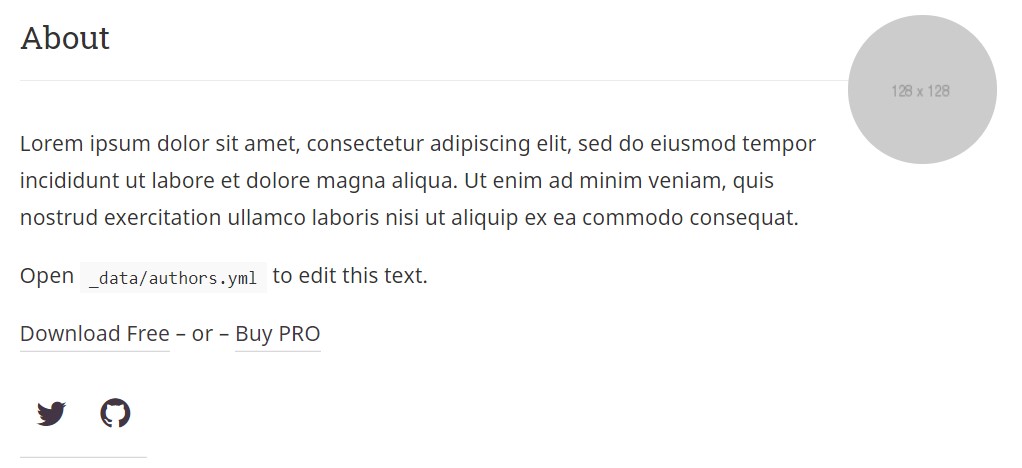 About
128 x 128
Lorem ipsum dolor sit amet, consectetur adipiscing elit, sed do eiusmod tempor
incididunt ut labore et dolore magna aliqua. Ut enim ad minim veniam, quis
nostrud exercitation ullamco laboris nisi ut aliquip ex ea commodo consequat.
Open _data/authors.yml to edit this text.
Download Free – or – Buy PRO